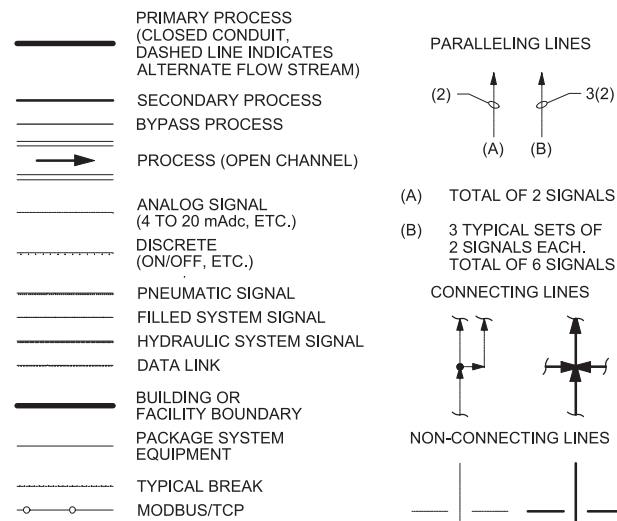 PRIMARY PROCESS
(CLOSED CONDUIT,
DASHED LINE INDICATES
ALTERNATE FLOW STREAM)
SECONDARY PROCESS
BYPASS PROCESS
PROCESS (OPEN CHANNEL)
ANALOG SIGNAL
(4 TO 20 mAdc, ETC.)
DISCRETE
(ON/OFF, ETC.)
PNEUMATIC SIGNAL
FILLED SYSTEM SIGNAL
HYDRAULIC SYSTEM SIGNAL
DATA LINK
BUILDING OR
FACILITY BOUNDARY
PACKAGE SYSTEM
EQUIPMENT
TYPICAL BREAK
MODBUS/TCP
PARALLELING LINES
(2)
3(2)
(A)
(B)
(A) TOTAL OF 2 SIGNALS
(B) 3 TYPICAL SETS OF
2 SIGNALS EACH.
TOTAL OF 6 SIGNALS
CONNECTING LINES
NON-CONNECTING LINES